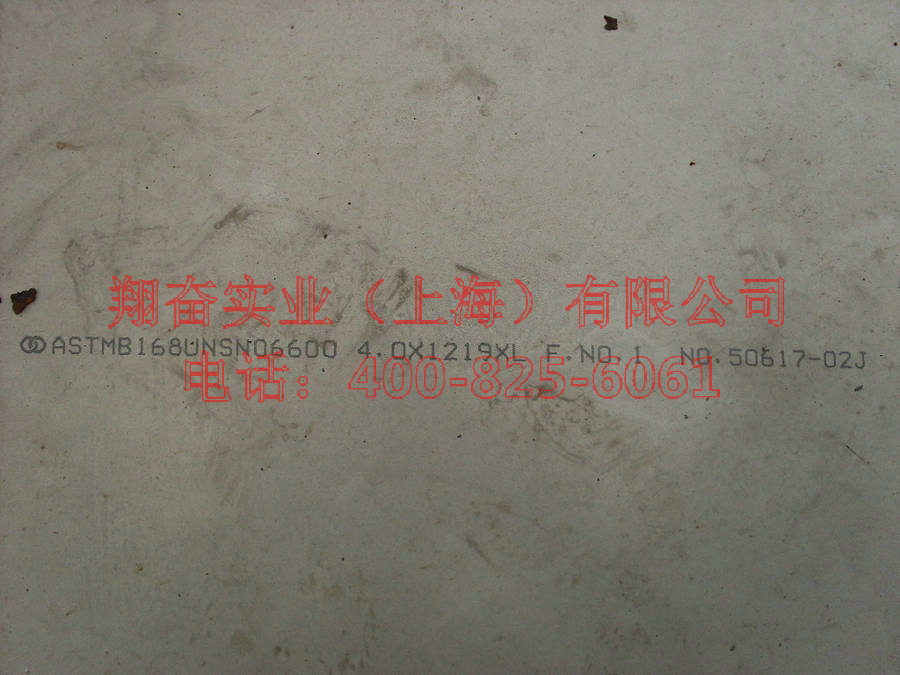 翔奋实业（上海）有限公司
ASTMB168UNSN06600 4.0X1219XL F.NO.1 NO.50617-02J
电话：400-825-6061